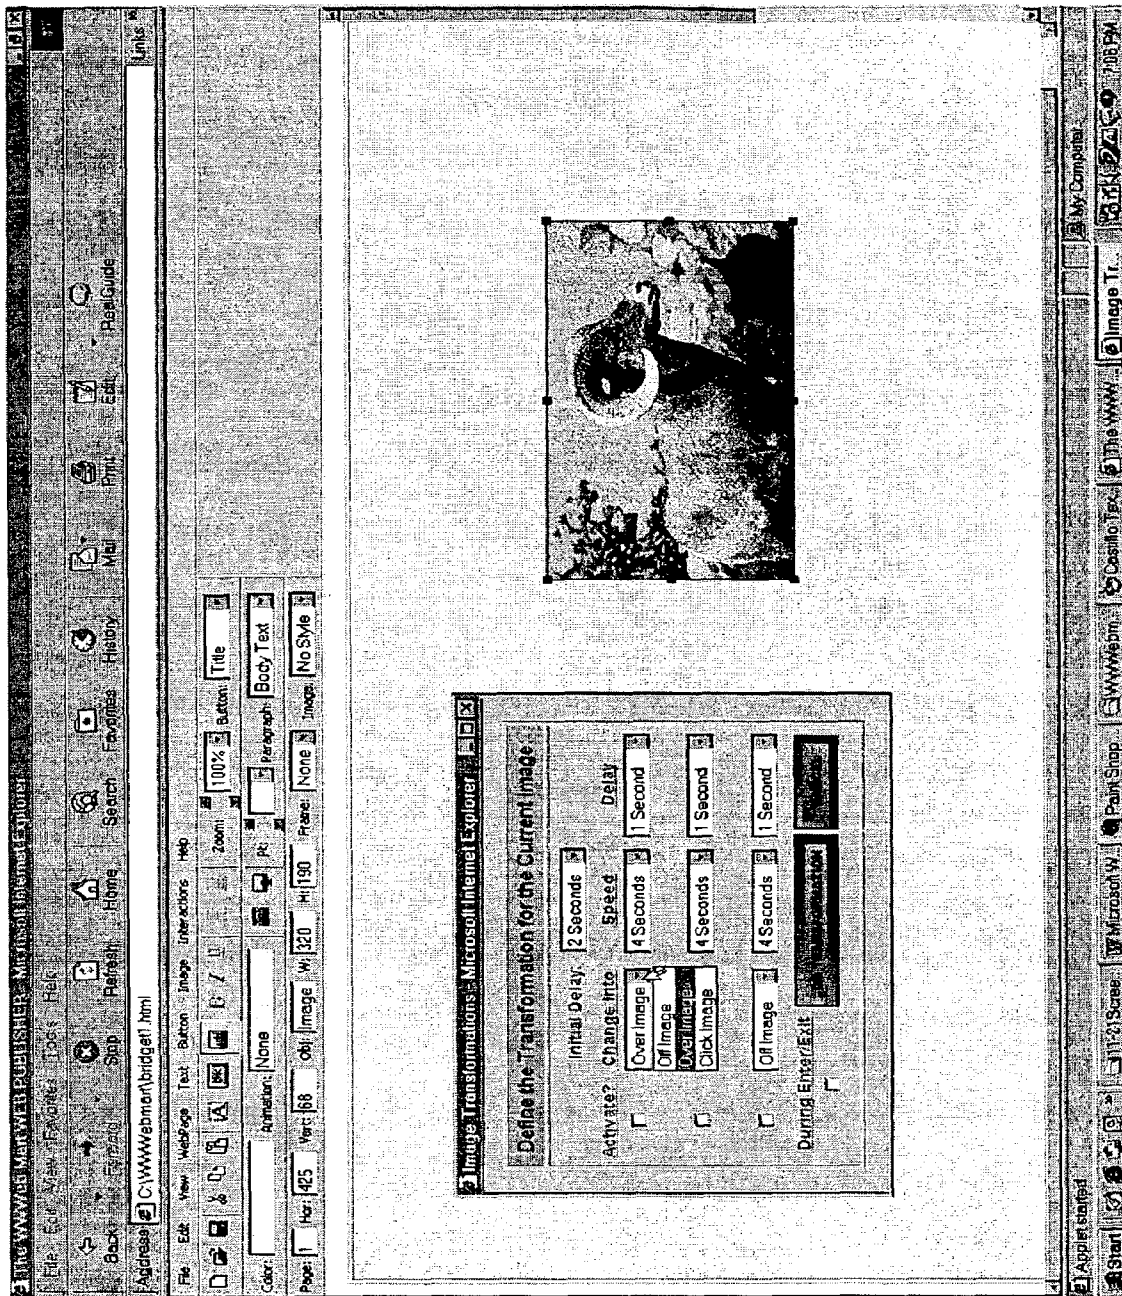 The WWWeb Mart WEB PUBLISHER - Microsoft Internet Explorer
File Edit View Favorites Tools Help
Back Forward Stop Refresh Home Search Favorites History Mail Print Edit RealGuide
Address C:\WWWebmart\bridget1.html Links
File Edit View WebPage Text Button Image Interactions Help
Zoom: 100% Button: Title
Color: Animation: None Pt: Paragraph: Body Text
Page: 1 Hor: 425 Vert: 68 Obj: Image W: 320 H: 190 Frame: None Image: No Style
Image Transformations - Microsoft Internet Explorer
Define the Transformation for the Current Image
Initial Delay: 2 Seconds
Activate? Change Into Speed Delay
Over Image 4 Seconds 1 Second
Off Image
Over Image 4 Seconds 1 Second
Click Image
Off Image 4 Seconds 1 Second
During Enter/Exit
Applet started My Computer
Start 1-21Scree... Microsoft W... Paint Shop... WWWebm... Costillo Tex... The WWW... Image Tr... 7:06 PM